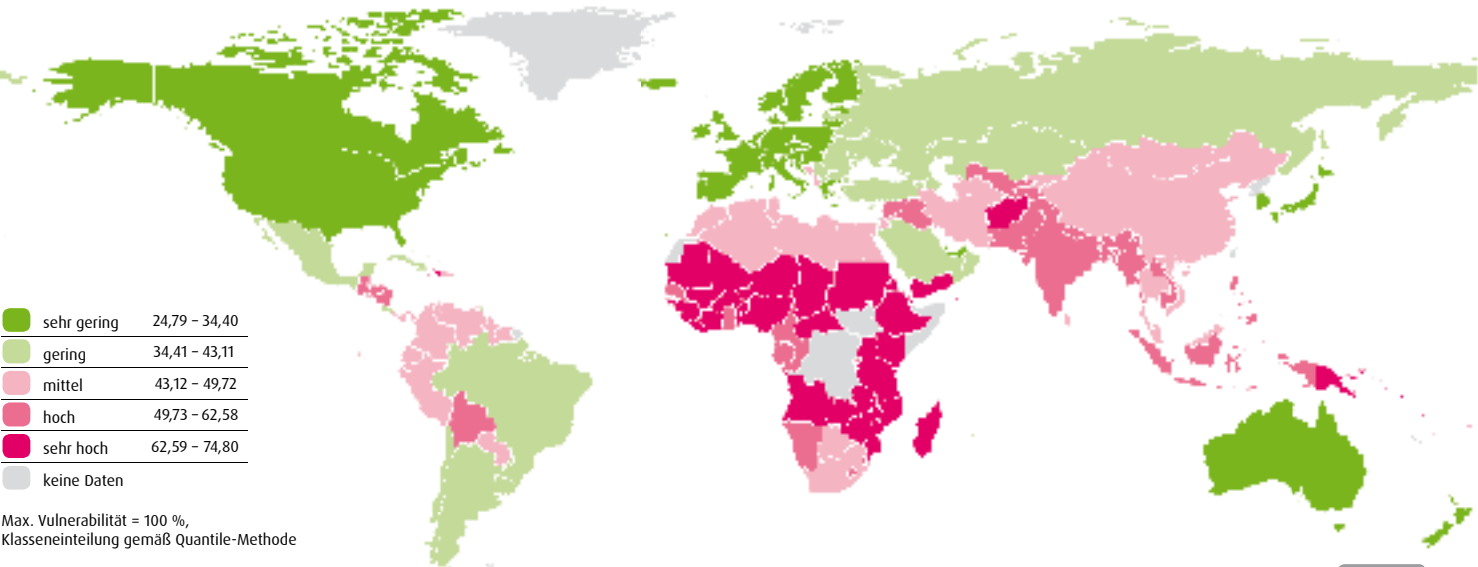 sehr gering 24,79 – 34,40
gering 34,41 – 43,11
mittel 43,12 – 49,72
hoch 49,73 – 62,58
sehr hoch 62,59 – 74,80
keine Daten
Max. Vulnerabilität = 100 %,
Klasseneinteilung gemäß Quantile-Methode